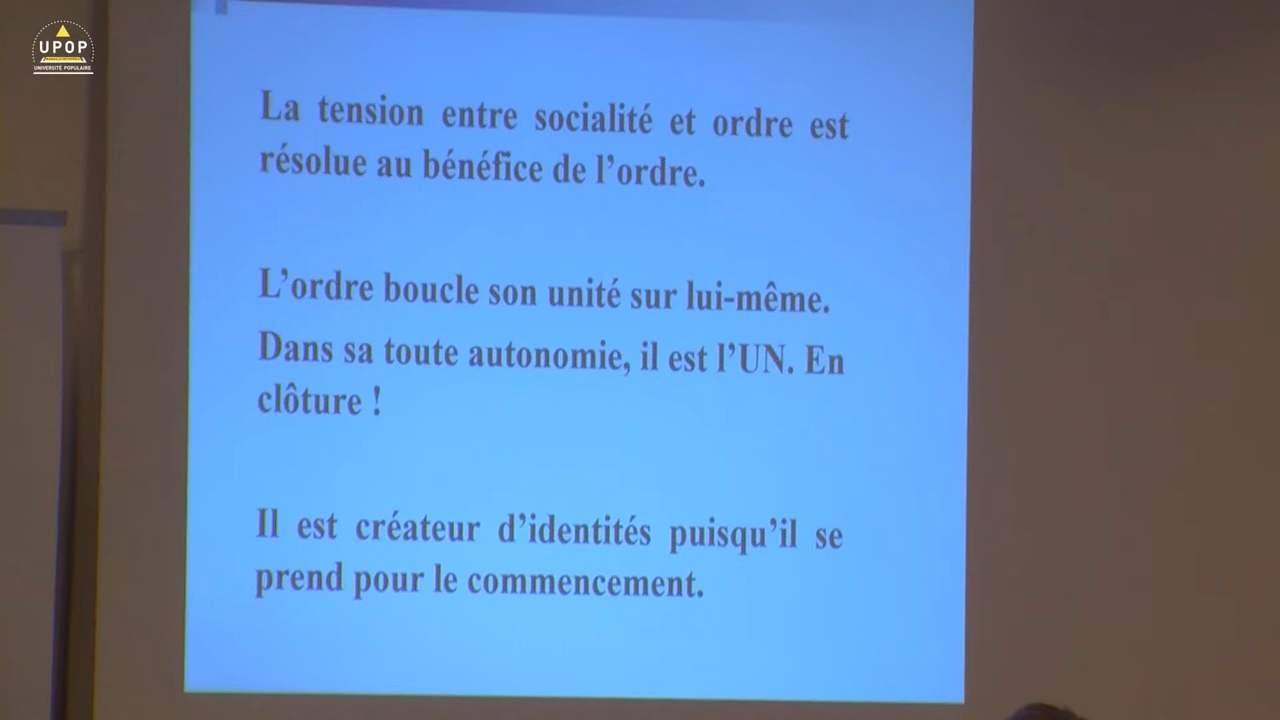 UPOP
UNIVERSITÉ POPULAIRE
La tension entre socialité et ordre est
résolue au bénéfice de l’ordre.
L’ordre boucle son unité sur lui-même.
Dans sa toute autonomie, il est l’UN. En
clôture !
Il est créateur d’identités puisqu’il se
prend pour le commencement.